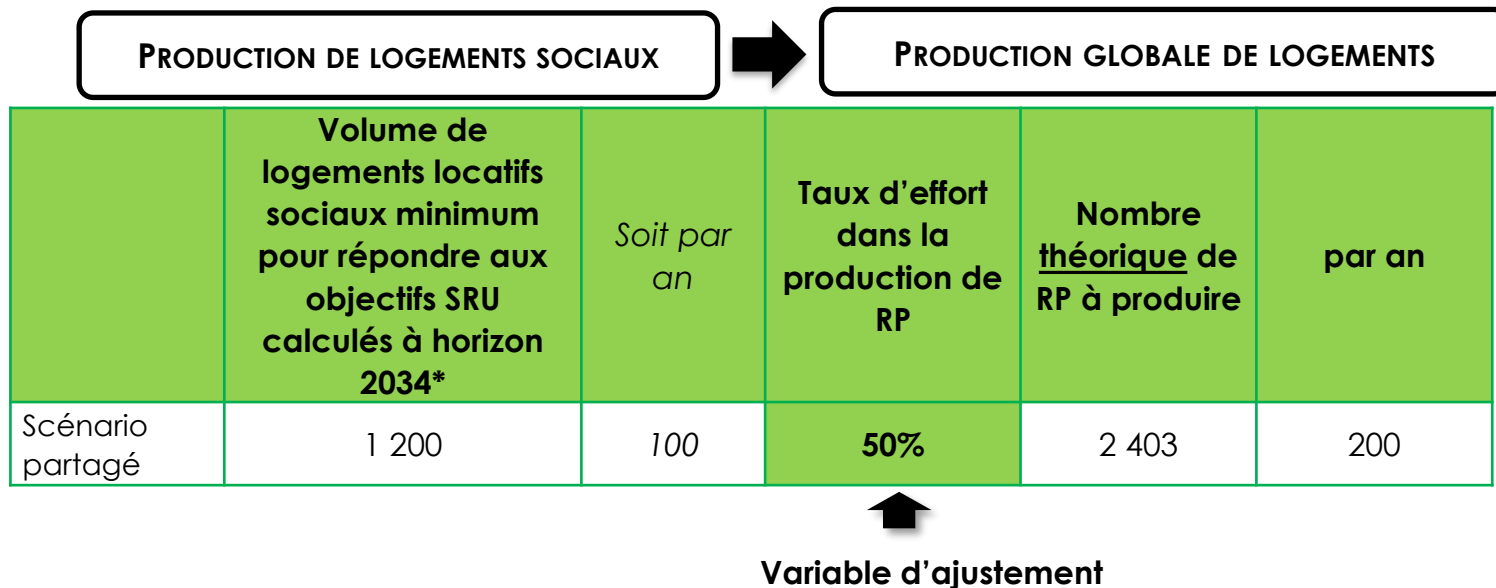 PRODUCTION DE LOGEMENTS SOCIAUX
PRODUCTION GLOBALE DE LOGEMENTS
Volume de
logements locatifs
sociaux minimum
pour répondre aux
objectifs SRU
calculés à horizon
2034*
Soit par
an
Taux d’effort
dans la
production de
RP
Nombre
théorique de
RP à produire
par an
Scénario
partagé
1 200
100
50%
2 403
200
Variable d’ajustement